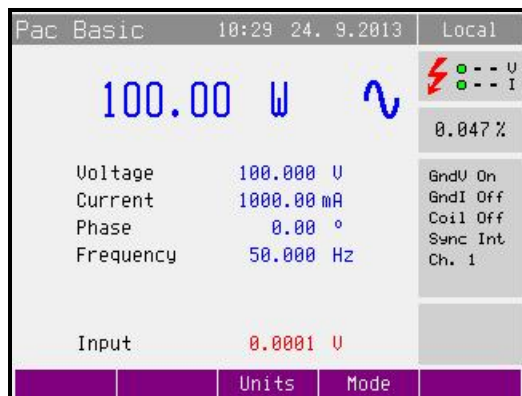 Pac Basic 10:29 24. 9.2013 Local
100.00 W
-- V
-- I
0.047 %
Voltage 100.000 V
Current 1000.00 mA
Phase 0.00 °
Frequency 50.000 Hz
GndU On
GndI Off
Coil Off
Sync Int
Ch. 1
Input 0.0001 V
Units Mode